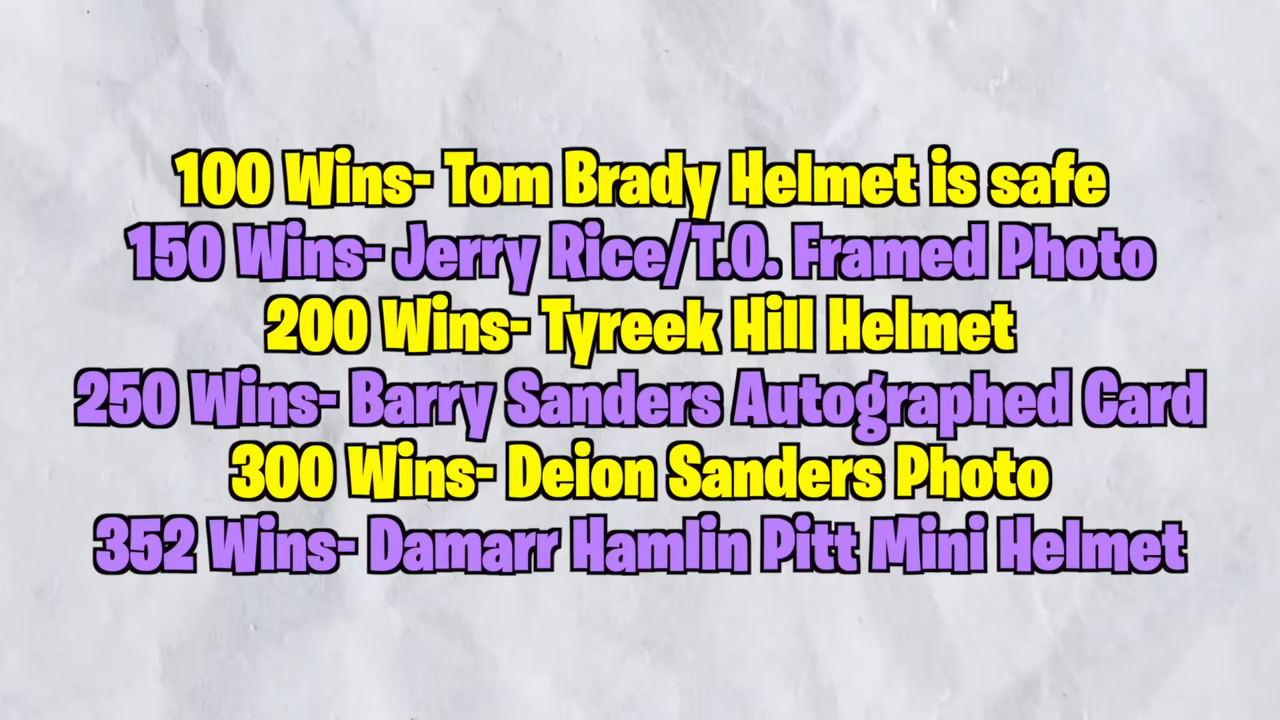 100 Wins- Tom Brady Helmet is safe
150 Wins- Jerry Rice/T.O. Framed Photo
200 Wins- Tyreek Hill Helmet
250 Wins- Barry Sanders Autographed Card
300 Wins- Deion Sanders Photo
352 Wins- Damarr Hamlin Pitt Mini Helmet